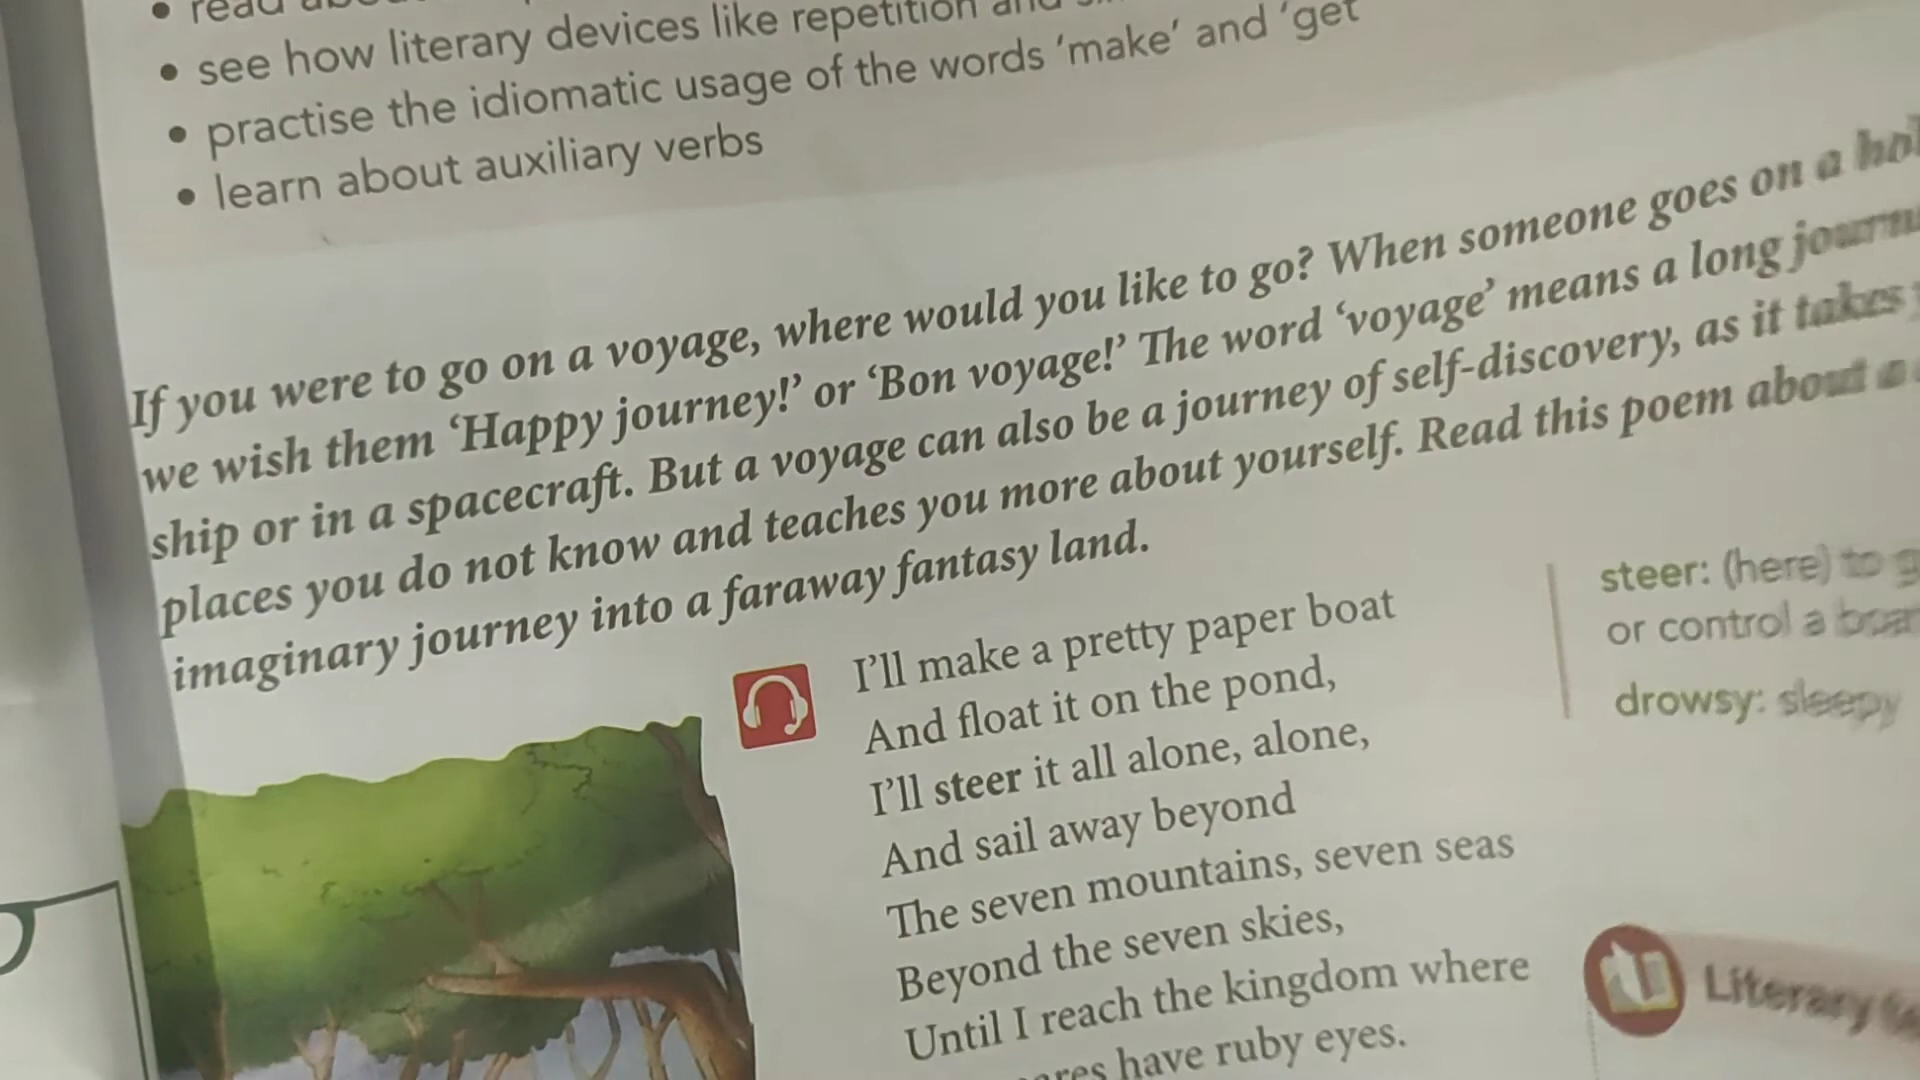 • see how literary devices like repetition and
• practise the idiomatic usage of the words ‘make’ and ‘get
• learn about auxiliary verbs
If you were to go on a voyage, where would you like to go? When someone goes on a
we wish them ‘Happy journey!’ or ‘Bon voyage!’ The word ‘voyage’ means a long
ship or in a spacecraft. But a voyage can also be a journey of self-discovery, as it takes
places you do not know and teaches you more about yourself. Read this poem about a
imaginary journey into a faraway fantasy land.
I’ll make a pretty paper boat
And float it on the pond,
I’ll steer it all alone, alone,
And sail away beyond
The seven mountains, seven seas
Beyond the seven skies,
Until I reach the kingdom where
have ruby eyes.
steer: (here) to
or control a
drowsy: sleepy
Literary